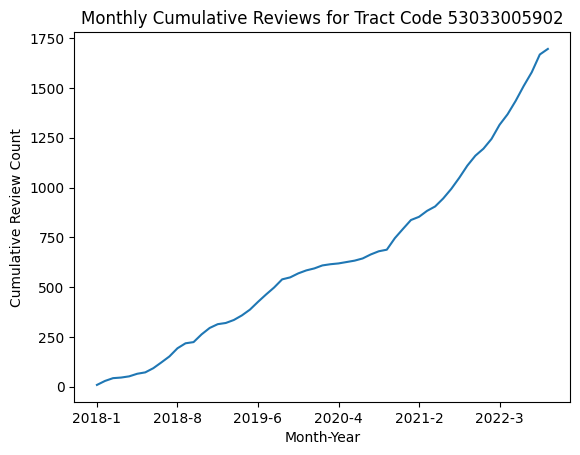 Monthly Cumulative Reviews for Tract Code 53033005902
1750
1500
1250
1000
750
500
250
0
Cumulative Review Count
2018-1 2018-8 2019-6 2020-4 2021-2 2022-3
Month-Year